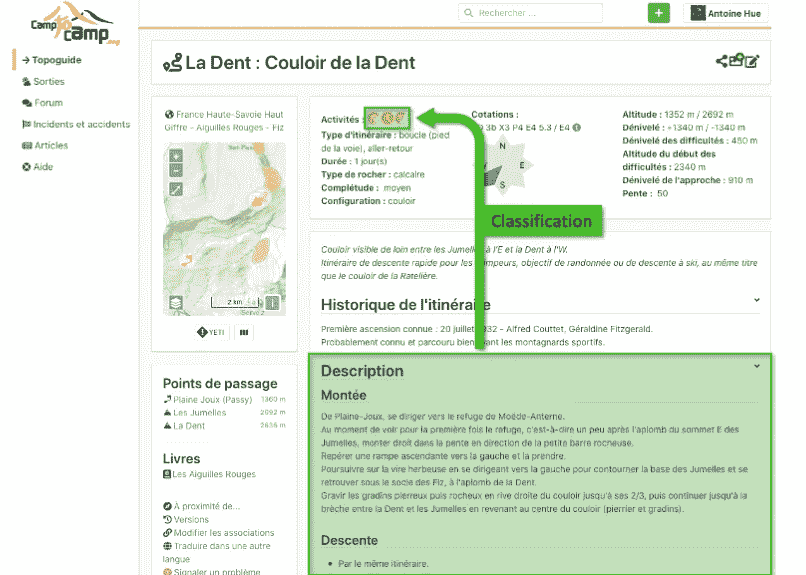 Camp to camp.org
Rechercher ...
Antoine Hue
Topoguide
Sorties
Forum
Incidents et accidents
Articles
Aide
La Dent : Couloir de la Dent
France Haute-Savoie Haut
Giffre - Aiguilles Rouges - Fiz
2 km
YETI
Activités :
Type d'itinéraire : boucle (pied
de la voie), aller-retour
Durée : 1 jour(s)
Type de rocher : calcaire
Complétude : moyen
Configuration : couloir
Cotations :
3b X3 P4 E4 5.3 / E4
N
E
S
Altitude : 1352 m / 2692 m
Dénivelé : +1340 m / -1340 m
Dénivelé des difficultés : 450 m
Altitude du début des
difficultés : 2340 m
Dénivelé de l'approche : 910 m
Pente : 50
Classification
Couloir visible de loin entre les Jumelles à l'E et la Dent à l'W.
Itinéraire de descente rapide pour les grimpeurs, objectif de randonnée ou de descente à ski, au même titre
que le couloir de la Ratelière.
Historique de l'itinéraire
Première ascension connue : 20 juillet 1932 - Alfred Couttet, Géraldine Fitzgerald.
Probablement connu et parcouru bien avant les montagnards sportifs.
Description
Montée
De Plaine-Joux, se diriger vers le refuge de Moëde-Anterne.
Au moment de voir pour la première fois le refuge, c'est-à-dire un peu après l'aplomb du sommet E des
Jumelles, monter droit dans la pente en direction de la petite barre rocheuse.
Repérer une rampe ascendante vers la gauche et la prendre.
Poursuivre sur la vire herbeuse en se dirigeant vers la gauche pour contourner la base des Jumelles et se
retrouver sous le socle des Fiz, à l'aplomb de la Dent.
Gravir les gradins pierreux puis rocheux en rive droite du couloir jusqu'à ses 2/3, puis continuer jusqu'à la
brèche entre la Dent et les Jumelles en revenant au centre du couloir (pierrier et gradins).
Descente
Par le même itinéraire.
Points de passage
Plaine Joux (Passy) 1360 m
Les Jumelles 2692 m
La Dent 2636 m
Livres
Les Aiguilles Rouges
À proximité de...
Versions
Modifier les associations
Traduire dans une autre
langue
Signaler un problème